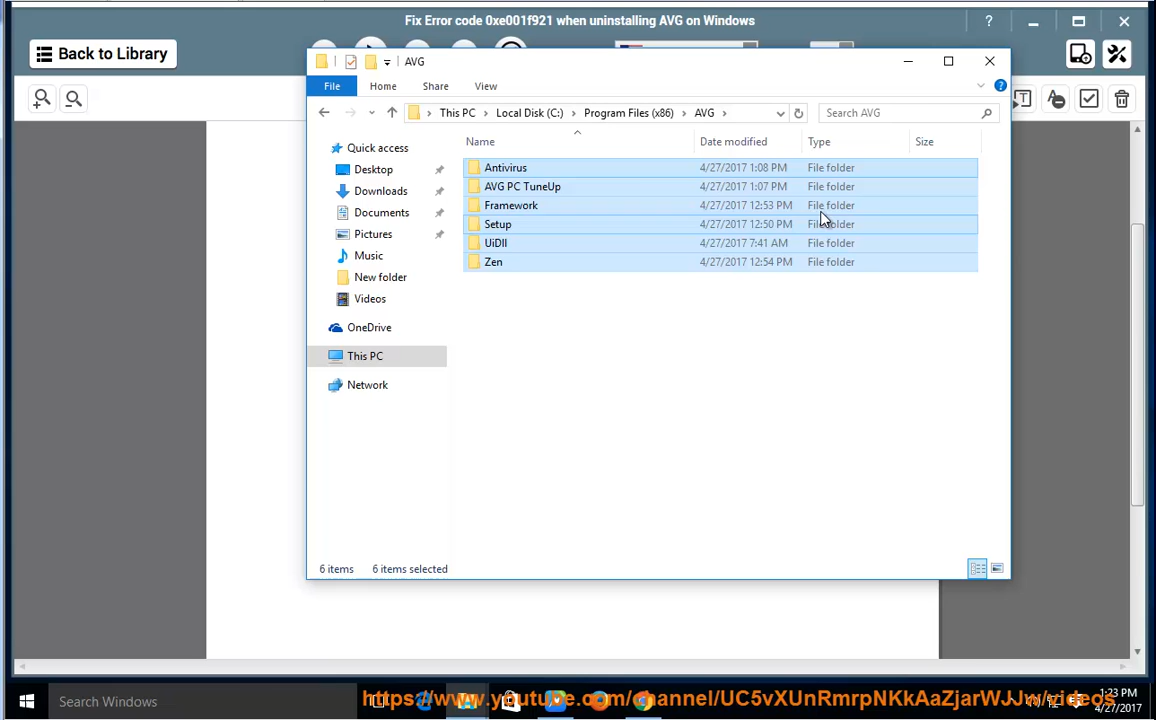 Fix Error code 0xe001f921 when uninstalling AVG on Windows
?
Back to Library
AVG
File Home Share View
This PC Local Disk (C:) Program Files (x86) AVG
Search AVG
Name Date modified Type Size
Quick access
Desktop
Downloads
Documents
Pictures
Music
New folder
Videos
OneDrive
This PC
Network
Antivirus 4/27/2017 1:08 PM File folder
AVG PC TuneUp 4/27/2017 1:07 PM File folder
Framework 4/27/2017 12:53 PM File folder
Setup 4/27/2017 12:50 PM File folder
UiDll 4/27/2017 7:41 AM File folder
Zen 4/27/2017 12:54 PM File folder
6 items 6 items selected
Search Windows
1:23 PM
4/27/2017